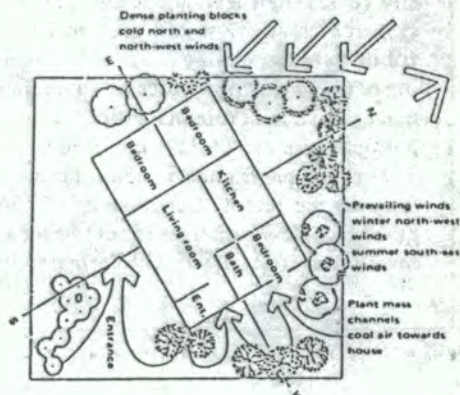 Dense planting blocks
cold north and
north-west winds
E
N
Bedroom
Bedroom
Kitchen
Living room
Bath
Bedroom
Ent.
Entrance
S
Prevailing winds
winter north-west
winds
summer south-east
winds
Plant mass
channels
cool air towards
house